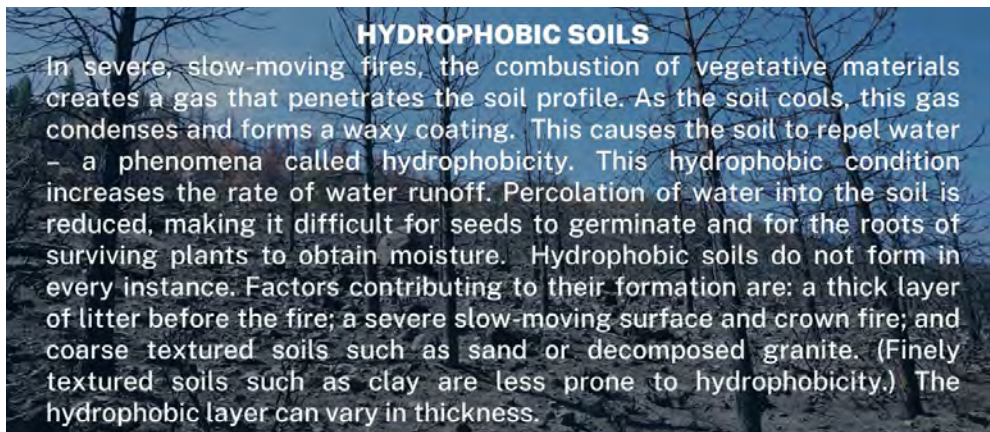 HYDROPHOBIC SOILS
In severe, slow-moving fires, the combustion of vegetative materials
creates a gas that penetrates the soil profile. As the soil cools, this gas
condenses and forms a waxy coating. This causes the soil to repel water
– a phenomena called hydrophobicity. This hydrophobic condition
increases the rate of water runoff. Percolation of water into the soil is
reduced, making it difficult for seeds to germinate and for the roots of
surviving plants to obtain moisture. Hydrophobic soils do not form in
every instance. Factors contributing to their formation are: a thick layer
of litter before the fire; a severe slow-moving surface and crown fire; and
coarse textured soils such as sand or decomposed granite. (Finely
textured soils such as clay are less prone to hydrophobicity.) The
hydrophobic layer can vary in thickness.